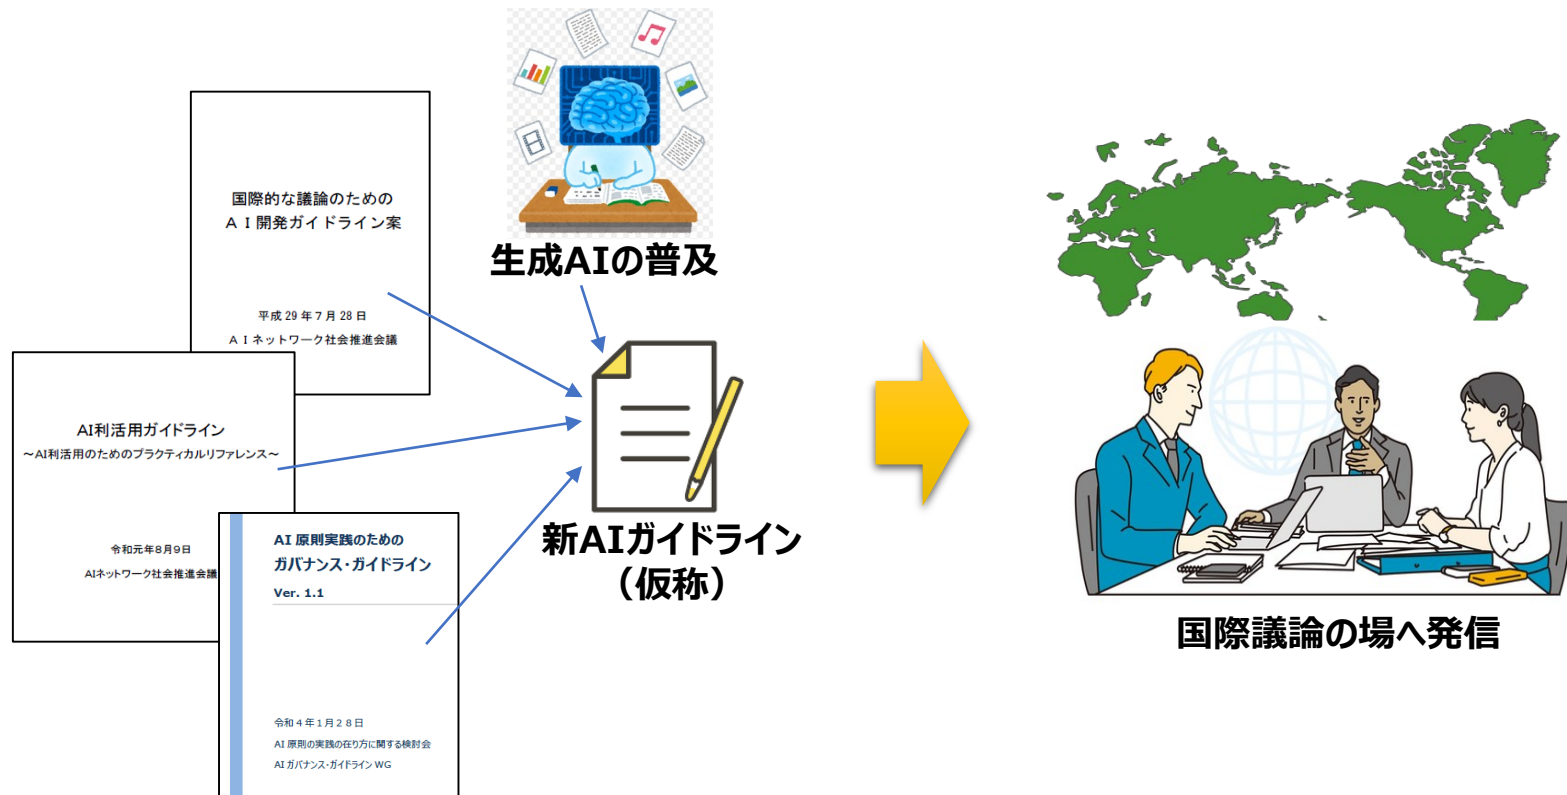 国際的な議論のための
ＡＩ開発ガイドライン案
平成 29 年 7 月 28 日
ＡＩネットワーク社会推進会議
AI利活用ガイドライン
～AI利活用のためのプラクティカルリファレンス～
令和元年８月９日
AIネットワーク社会推進会議
AI 原則実践のための
ガバナンス・ガイドライン
Ver. 1.1
令和４年１月２８日
AI 原則の実践の在り方に関する検討会
AI ガバナンス・ガイドライン WG
生成AIの普及
新AIガイドライン
（仮称）
国際議論の場へ発信